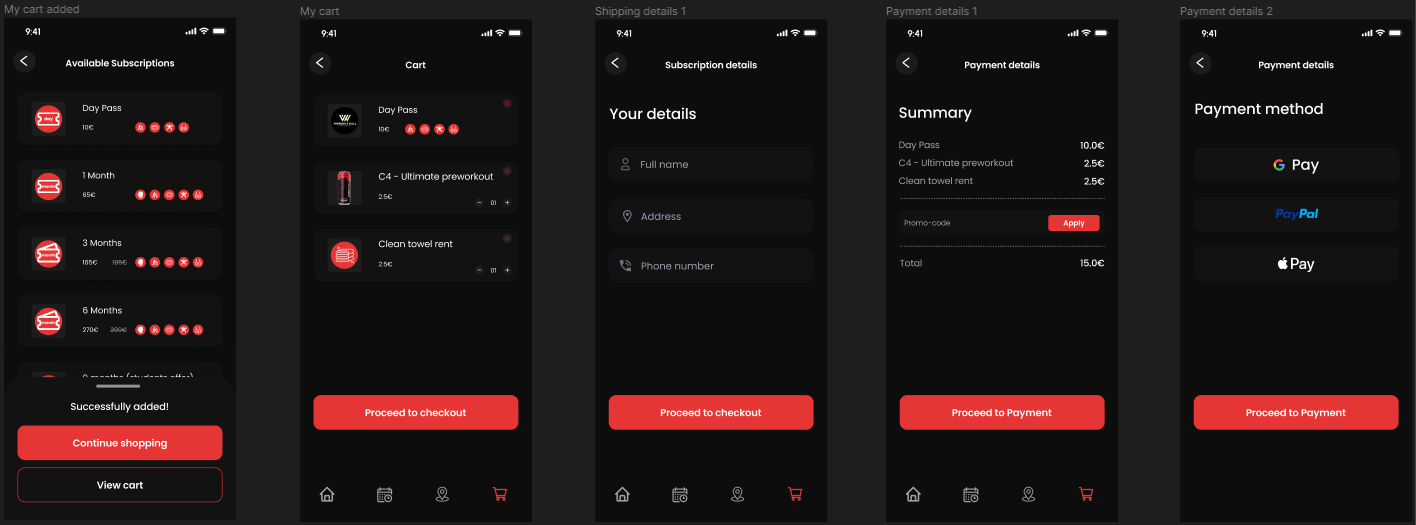 My cart added
9:41
Available Subscriptions
day
Day Pass
10€
month
1 Month
65€
month
3 Months
165€ 195€
month
6 Months
270€ 390€
9 months (students offer)
Successfully added!
Continue shopping
View cart
My cart
9:41
Cart
WORKOUT HALL
Day Pass
10€
C4 - Ultimate preworkout
2.5€
- 01 +
Clean towel rent
2.5€
- 01 +
Proceed to checkout
Shipping details 1
9:41
Subscription details
Your details
Full name
Address
Phone number
Proceed to checkout
Payment details 1
9:41
Payment details
Summary
Day Pass 10.0€
C4 - Ultimate preworkout 2.5€
Clean towel rent 2.5€
Promo-code Apply
Total 15.0€
Proceed to Payment
Payment details 2
9:41
Payment details
Payment method
G Pay
PayPal
Pay
Proceed to Payment